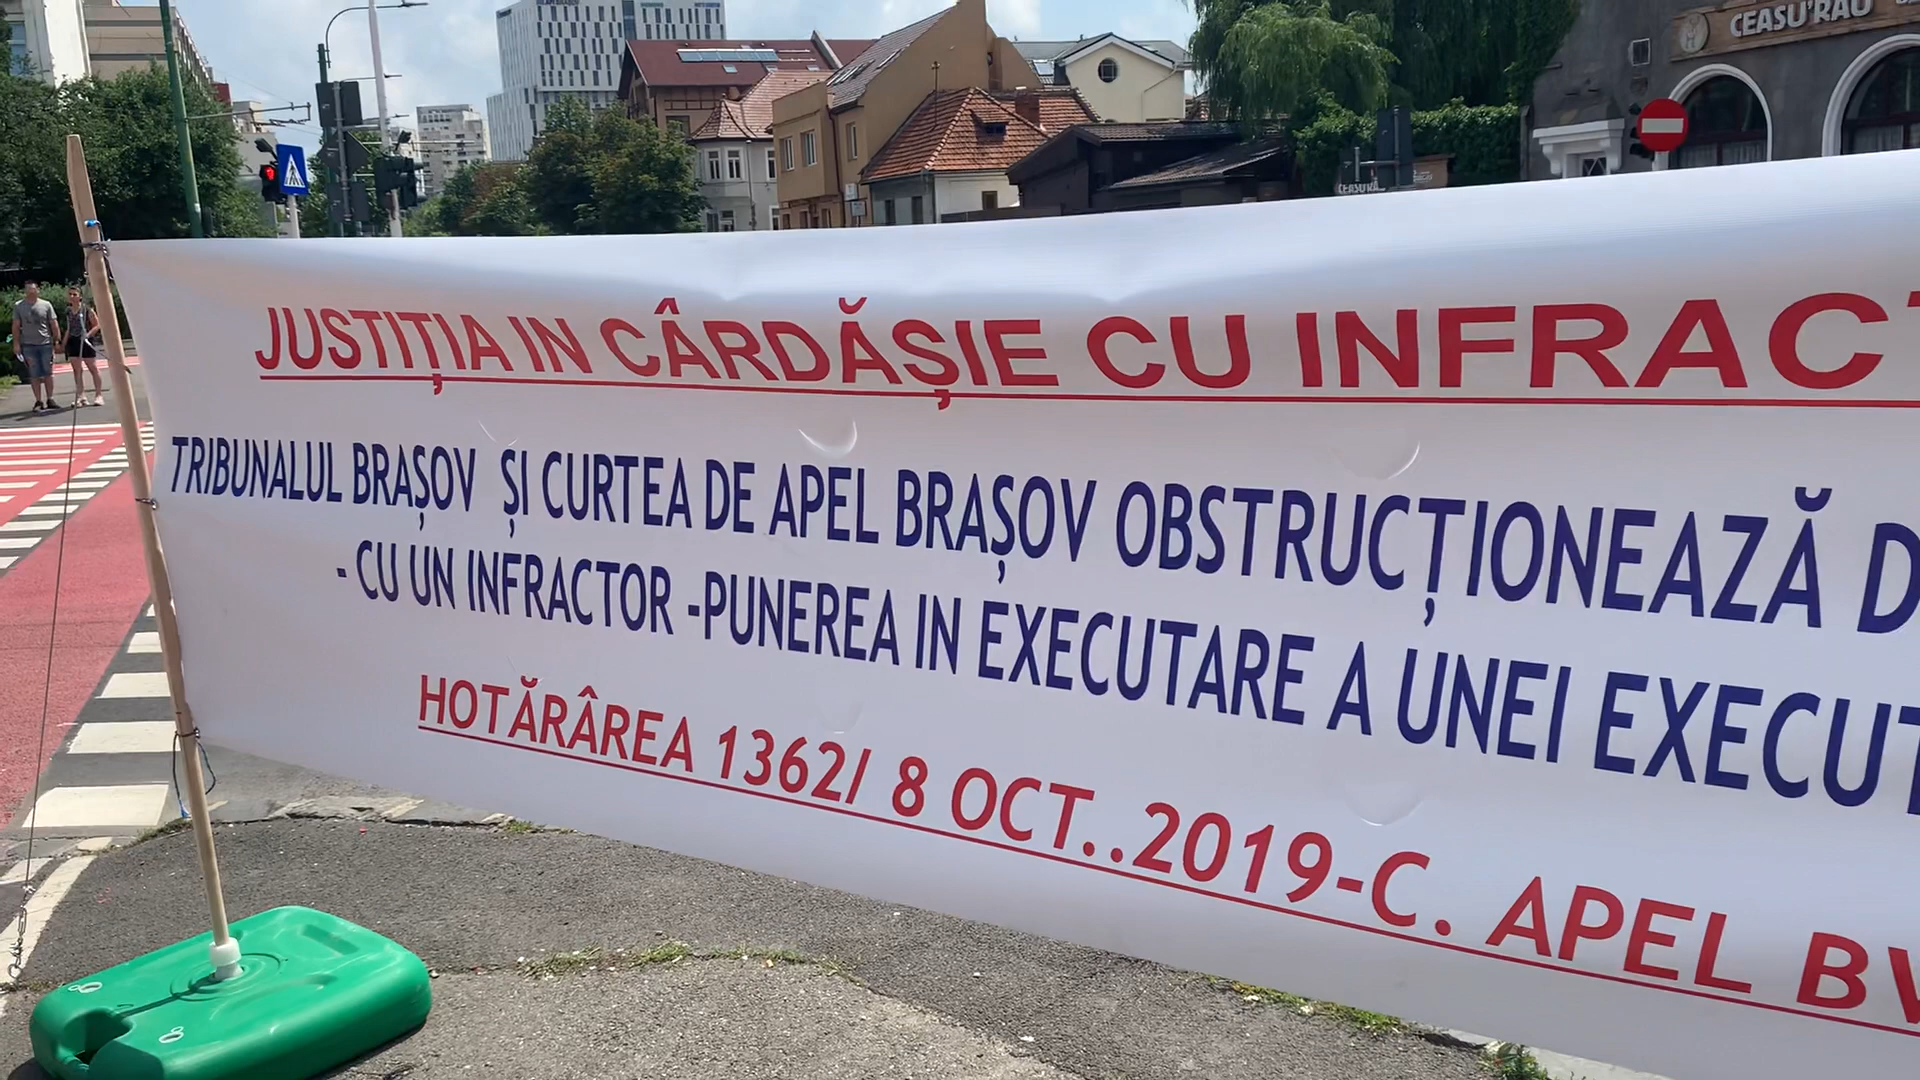 CEASU'RAU
JUSTIȚIA IN CÂRDĂȘIE CU INFRACT
TRIBUNALUL BRAȘOV ȘI CURTEA DE APEL BRAȘOV OBSTRUCȚIONEAZĂ D
- CU UN INFRACTOR -PUNEREA IN EXECUTARE A UNEI EXECUT
HOTĂRÂREA 1362/ 8 OCT..2019-C. APEL BV